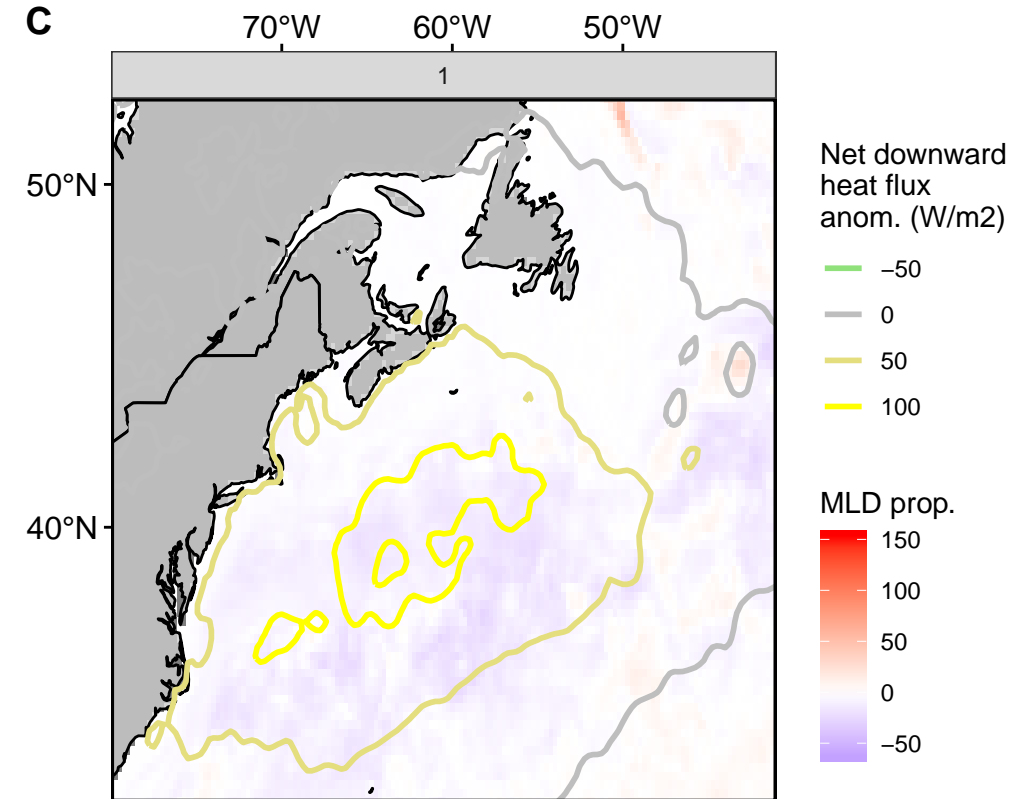 C
70°W 60°W 50°W
1
50°N
40°N
Net downward
heat flux
anom. (W/m2)
−50
0
50
100
MLD prop.
150
100
50
0
−50